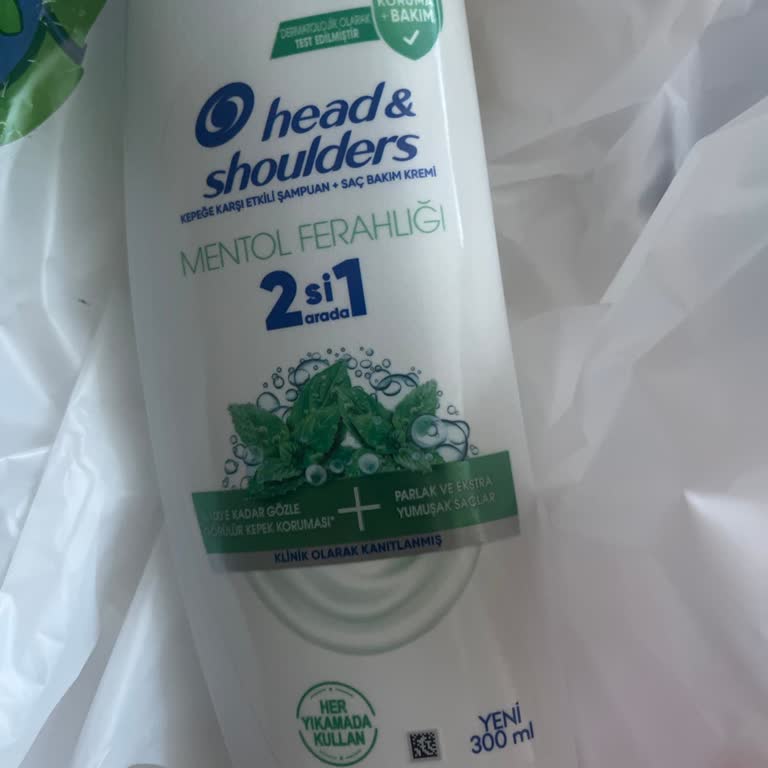 KORUMA
+ BAKIM
DERMATOLOJİK OLARAK
TEST EDİLMİŞTİR
head &
shoulders
KEPEĞE KARŞI ETKİLİ ŞAMPUAN + SAÇ BAKIM KREMİ
MENTOL FERAHLIĞI
2si1
arada
KADAR GÖZLE
GÖRÜLÜR KEPEK KORUMASI*
+
PARLAK VE EKSTRA
YUMUŞAK SAÇLAR
KLİNİK OLARAK KANITLANMIŞ
HER
YIKAMADA
KULLAN
YENİ
300 ml